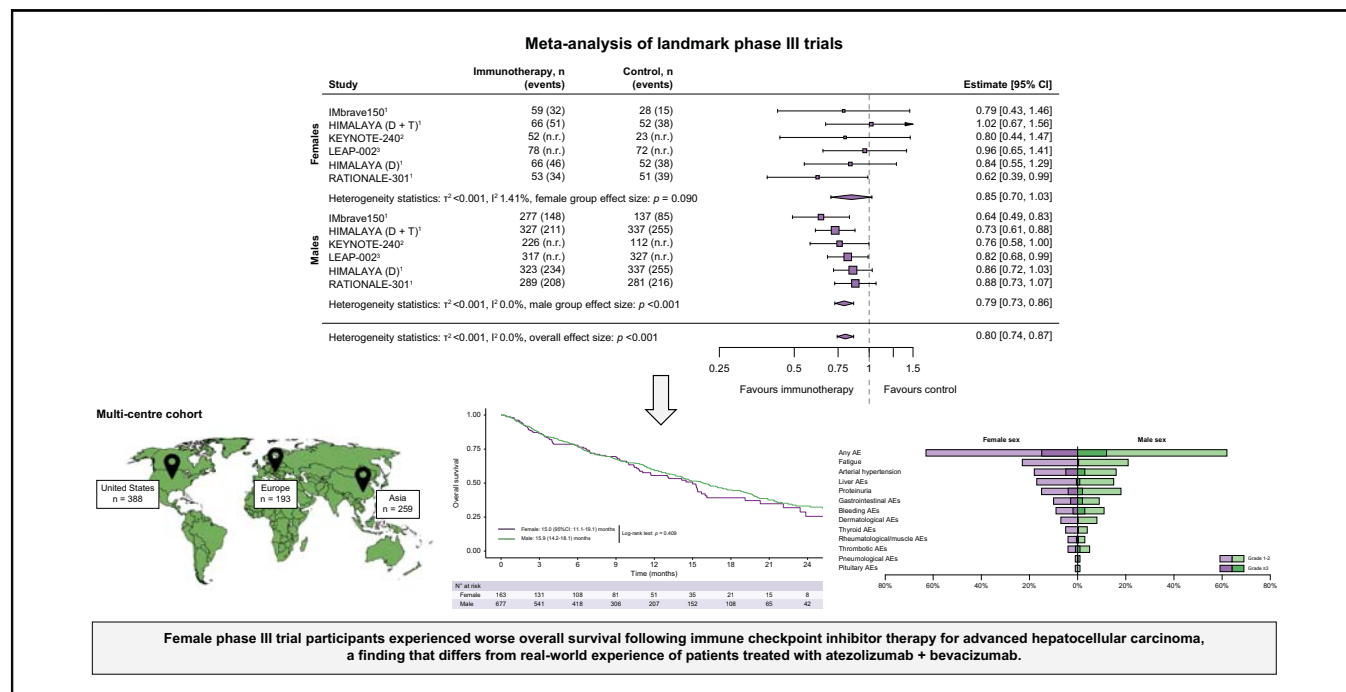 Meta-analysis of landmark phase III trials
Study Immunotherapy, n (events) Control, n (events) Estimate [95% CI]
Females
IMbrave150¹ 59 (32) 28 (15) 0.79 [0.43, 1.46]
HIMALAYA (D + T)¹ 66 (51) 52 (38) 1.02 [0.67, 1.56]
KEYNOTE-240² 52 (n.r.) 23 (n.r.) 0.80 [0.44, 1.47]
LEAP-002³ 78 (n.r.) 72 (n.r.) 0.96 [0.65, 1.41]
HIMALAYA (D)¹ 66 (46) 52 (38) 0.84 [0.55, 1.29]
RATIONALE-301¹ 53 (34) 51 (39) 0.62 [0.39, 0.99]
Heterogeneity statistics: τ² <0.001, I² 1.41%, female group effect size: p = 0.090 0.85 [0.70, 1.03]
Males
IMbrave150¹ 277 (148) 137 (85) 0.64 [0.49, 0.83]
HIMALAYA (D + T)¹ 327 (211) 337 (255) 0.73 [0.61, 0.88]
KEYNOTE-240² 226 (n.r.) 112 (n.r.) 0.76 [0.58, 1.00]
LEAP-002³ 317 (n.r.) 327 (n.r.) 0.82 [0.68, 0.99]
HIMALAYA (D)¹ 323 (234) 337 (255) 0.86 [0.72, 1.03]
RATIONALE-301¹ 289 (208) 281 (216) 0.88 [0.73, 1.07]
Heterogeneity statistics: τ² <0.001, I² 0.0%, male group effect size: p <0.001 0.79 [0.73, 0.86]
Heterogeneity statistics: τ² <0.001, I² 0.0%, overall effect size: p <0.001 0.80 [0.74, 0.87]
0.25 0.5 0.75 1 1.5
Favours immunotherapy Favours control
Multi-centre cohort
United States
n = 388
Europe
n = 193
Asia
n = 259
Overall survival
1.00
0.75
0.50
0.25
0.00
Female: 15.0 (95%CI: 11.1-19.1) months
Male: 15.9 (14.2-18.1) months
Log-rank test: p = 0.409
0 3 6 9 12 15 18 21 24
Time (months)
N° at risk
Female 163 131 108 81 51 35 21 15 8
Male 677 541 418 306 207 152 108 65 42
Female sex Male sex
Any AE
Fatigue
Arterial hypertension
Liver AEs
Proteinuria
Gastrointestinal AEs
Bleeding AEs
Dermatological AEs
Thyroid AEs
Rheumatological/muscle AEs
Thrombotic AEs
Pneumological AEs
Pituitary AEs
Grade 1-2
Grade ≥3
80% 60% 40% 20% 0% 20% 40% 60% 80%
Female phase III trial participants experienced worse overall survival following immune checkpoint inhibitor therapy for advanced hepatocellular carcinoma,
a finding that differs from real-world experience of patients treated with atezolizumab + bevacizumab.